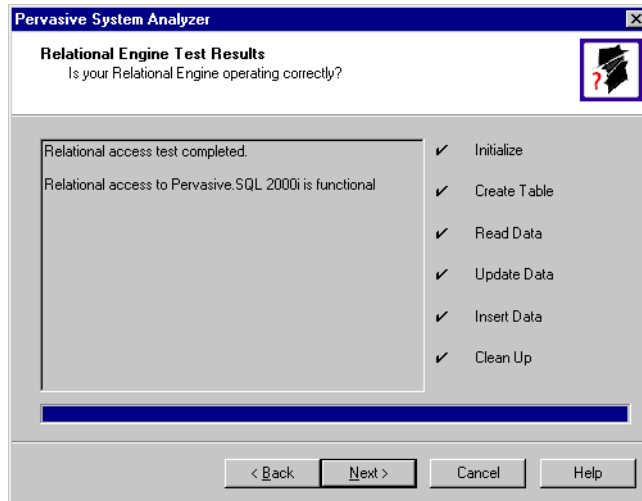 Pervasive System Analyzer
Relational Engine Test Results
Is your Relational Engine operating correctly?
?
Relational access test completed.
Relational access to Pervasive.SQL 2000i is functional
Initialize
Create Table
Read Data
Update Data
Insert Data
Clean Up
< Back
Next >
Cancel
Help